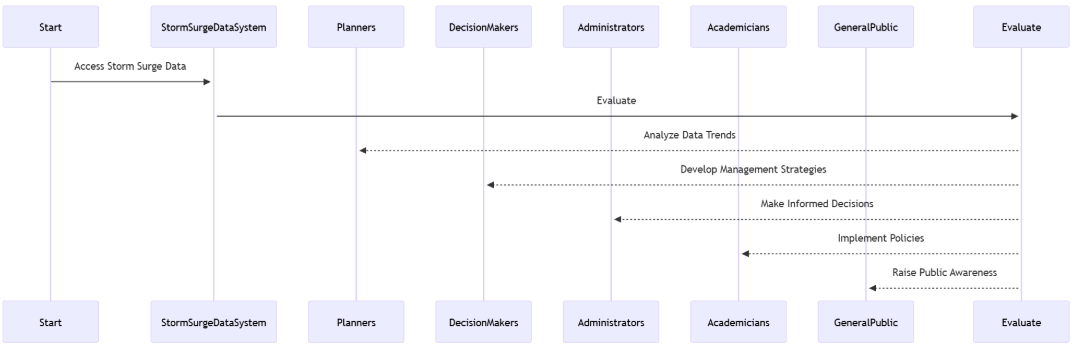 Start
StormSurgeDataSystem
Planners
DecisionMakers
Administrators
Academicians
GeneralPublic
Evaluate
Access Storm Surge Data
Evaluate
Analyze Data Trends
Develop Management Strategies
Make Informed Decisions
Implement Policies
Raise Public Awareness
Start
StormSurgeDataSystem
Planners
DecisionMakers
Administrators
Academicians
GeneralPublic
Evaluate